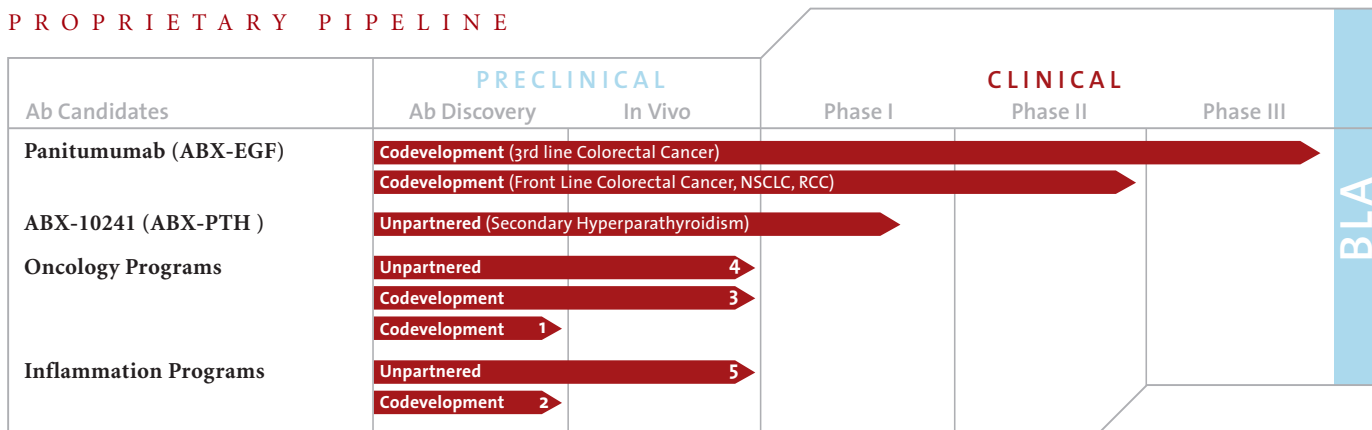 PROPRIETARY PIPELINE
PRECLINICAL
CLINICAL
Ab Candidates
Ab Discovery
In Vivo
Phase I
Phase II
Phase III
BLA
Panitumumab (ABX-EGF)
Codevelopment (3rd line Colorectal Cancer)
Codevelopment (Front Line Colorectal Cancer, NSCLC, RCC)
ABX-10241 (ABX-PTH )
Unpartnered (Secondary Hyperparathyroidism)
Oncology Programs
Unpartnered 4
Codevelopment 3
Codevelopment 1
Inflammation Programs
Unpartnered 5
Codevelopment 2